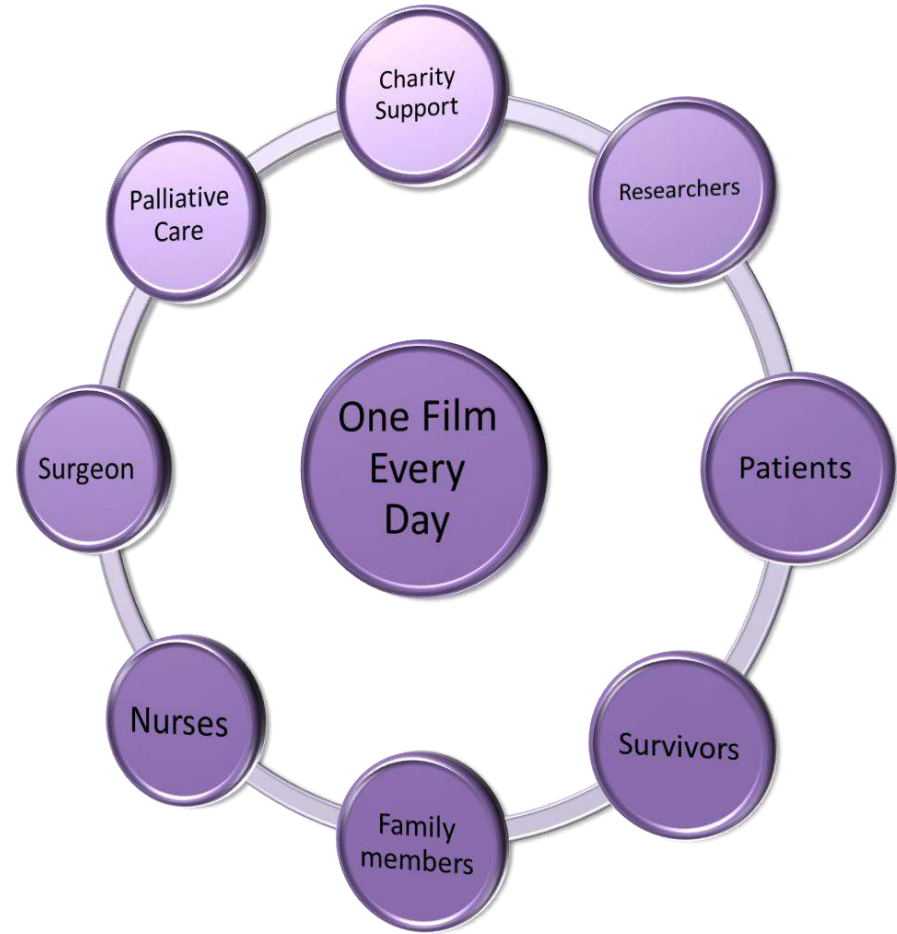 Charity
Support
Researchers
Patients
Survivors
Family
members
Nurses
Surgeon
Palliative
Care
One Film
Every
Day